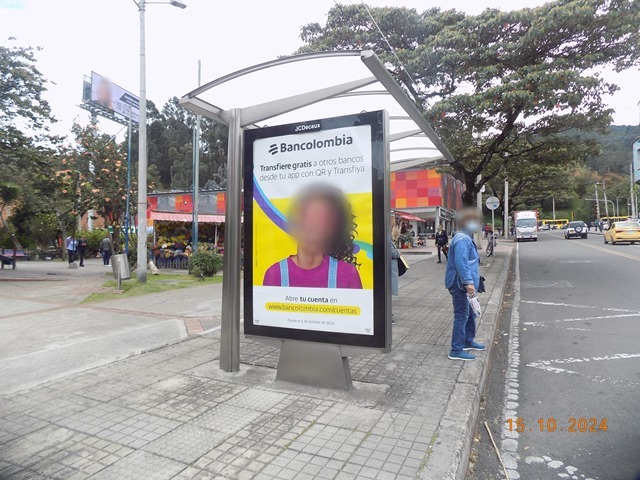 JCDecaux
Bancolombia
Transfiere gratis a otros bancos
desde tu app con QR y Transfiya
Abre tu cuenta en
www.bancolombia.com/cuentas
15.10.2024